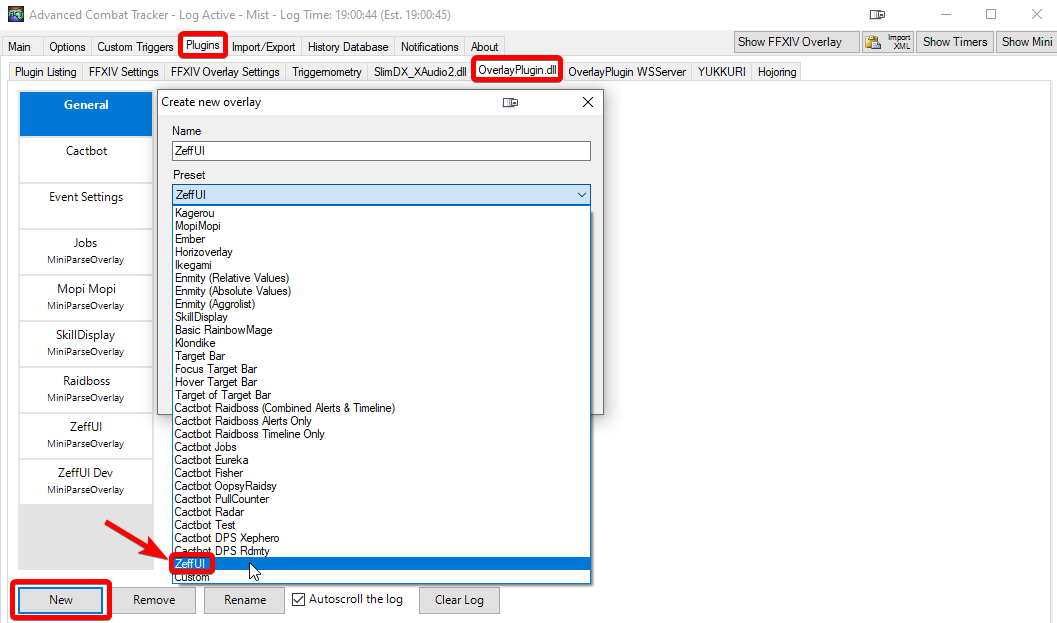 Advanced Combat Tracker - Log Active - Mist - Log Time: 19:00:44 (Est. 19:00:45)
Main Options Custom Triggers Plugins Import/Export History Database Notifications About
Show FFXIV Overlay Import XML Show Timers Show Mini
Plugin Listing FFXIV Settings FFXIV Overlay Settings Triggernometry SlimDX_XAudio2.dll OverlayPlugin.dll OverlayPlugin WSServer YUKKURI Hojoring
General
Cactbot
Event Settings
Jobs
MiniParseOverlay
Mopi Mopi
MiniParseOverlay
SkillDisplay
MiniParseOverlay
Raidboss
MiniParseOverlay
ZeffUI
MiniParseOverlay
ZeffUI Dev
MiniParseOverlay
Create new overlay
Name
ZeffUI
Preset
ZeffUI
Kagerou
MopiMopi
Ember
Horizoverlay
Ikegami
Enmity (Relative Values)
Enmity (Absolute Values)
Enmity (Aggrolist)
SkillDisplay
Basic RainbowMage
Klondike
Target Bar
Focus Target Bar
Hover Target Bar
Target of Target Bar
Cactbot Raidboss (Combined Alerts & Timeline)
Cactbot Raidboss Alerts Only
Cactbot Raidboss Timeline Only
Cactbot Jobs
Cactbot Eureka
Cactbot Fisher
Cactbot OopsyRaidsy
Cactbot PullCounter
Cactbot Radar
Cactbot Test
Cactbot DPS Xephero
Cactbot DPS Rdmty
ZeffUI
Custom
New Remove Rename Autoscroll the log Clear Log